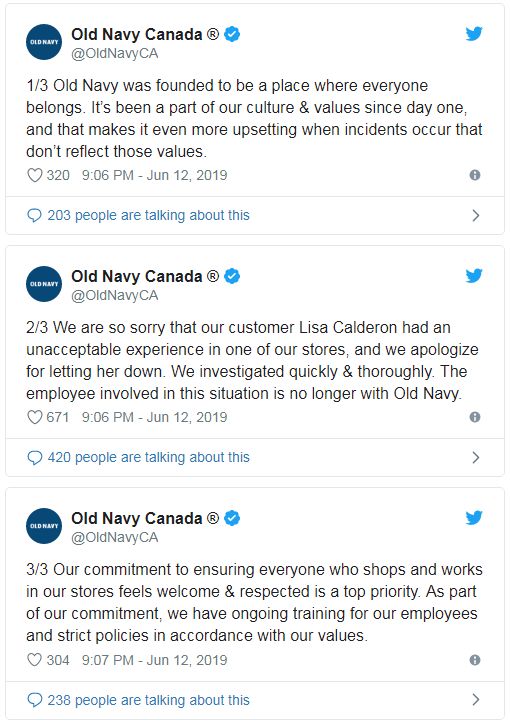 OLD NAVY
Old Navy Canada ®
@OldNavyCA
1/3 Old Navy was founded to be a place where everyone
belongs. It’s been a part of our culture & values since day one,
and that makes it even more upsetting when incidents occur that
don’t reflect those values.
320 9:06 PM - Jun 12, 2019
203 people are talking about this
OLD NAVY
Old Navy Canada ®
@OldNavyCA
2/3 We are so sorry that our customer Lisa Calderon had an
unacceptable experience in one of our stores, and we apologize
for letting her down. We investigated quickly & thoroughly. The
employee involved in this situation is no longer with Old Navy.
671 9:06 PM - Jun 12, 2019
420 people are talking about this
OLD NAVY
Old Navy Canada ®
@OldNavyCA
3/3 Our commitment to ensuring everyone who shops and works
in our stores feels welcome & respected is a top priority. As part
of our commitment, we have ongoing training for our employees
and strict policies in accordance with our values.
304 9:07 PM - Jun 12, 2019
238 people are talking about this